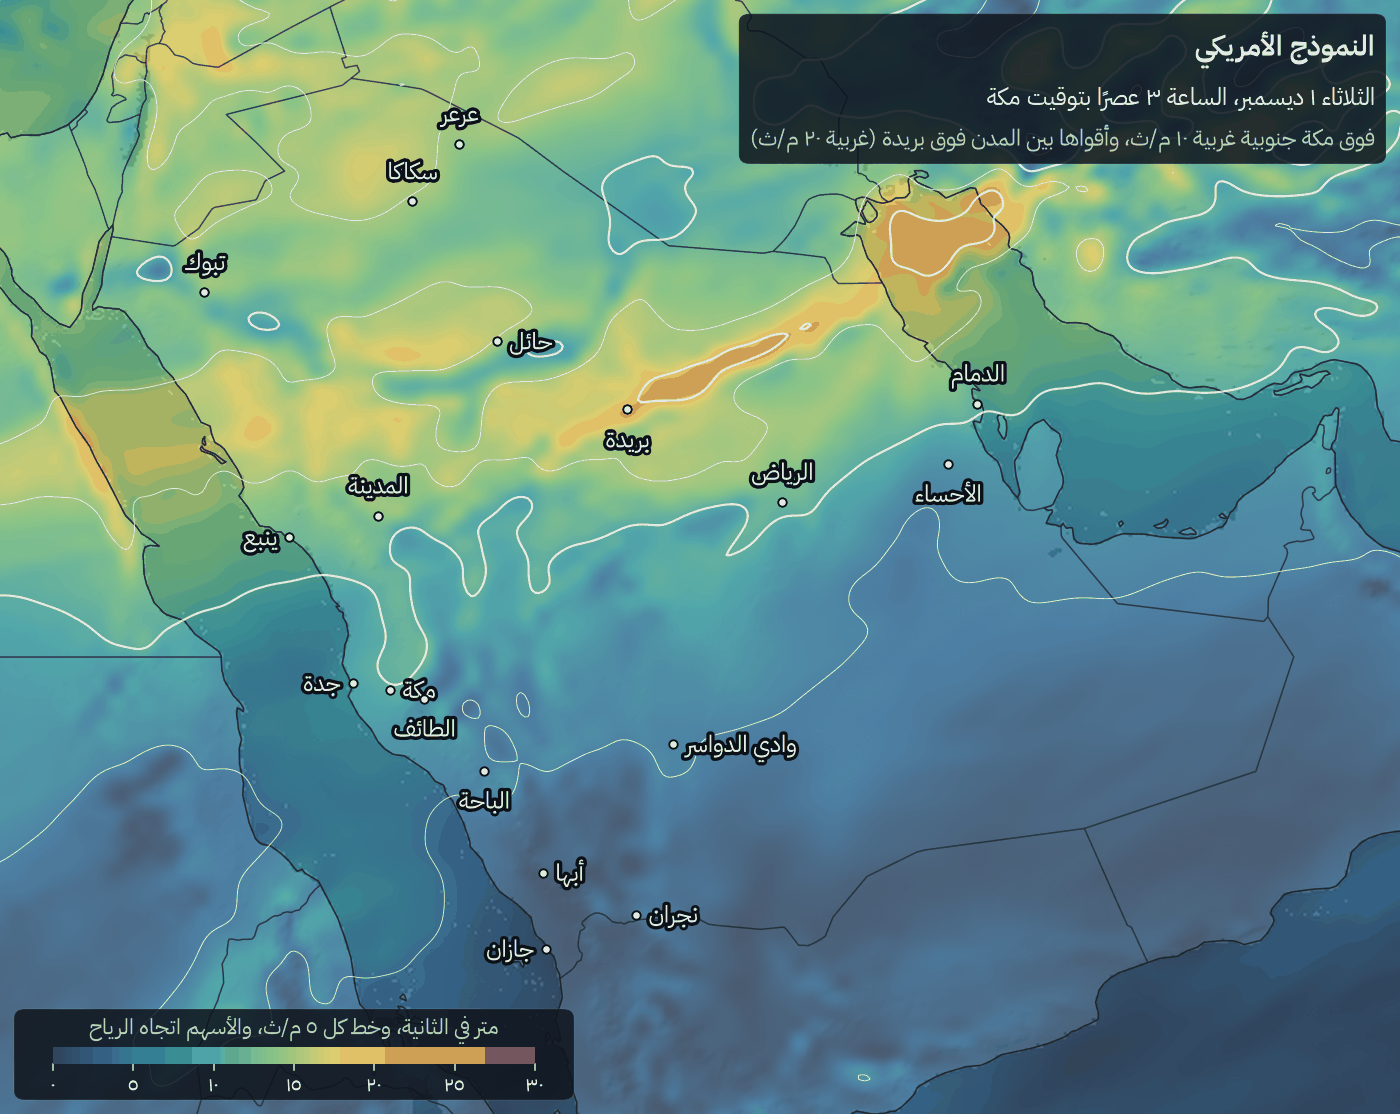 النموذج الأمريكي
الثلاثاء ١ ديسمبر، الساعة ٣ عصرًا بتوقيت مكة
فوق مكة جنوبية غربية ١٠ م/ث، وأقواها بين المدن فوق بريدة (غربية ٢٠ م/ث)
عرعر
سكاكا
تبوك
حائل
الدمام
بريدة
الرياض
المدينة
الأحساء
ينبع
جدة
مكة
الطائف
وادي الدواسر
الباحة
أبها
نجران
جازان
متر في الثانية، وخط كل ٥ م/ث، والأسهم اتجاه الرياح
٠ ٥ ١٠ ١٥ ٢٠ ٢٥ ٣٠